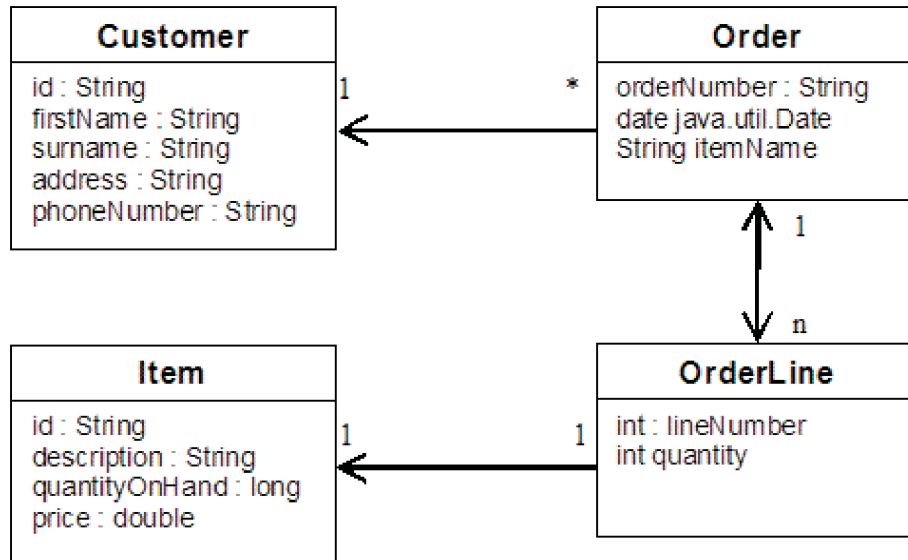 Customer
id : String
firstName : String
surname : String
address : String
phoneNumber : String
1
*
Order
orderNumber : String
date java.util.Date
String itemName
1
n
Item
id : String
description : String
quantityOnHand : long
price : double
1
1
OrderLine
int : lineNumber
int quantity